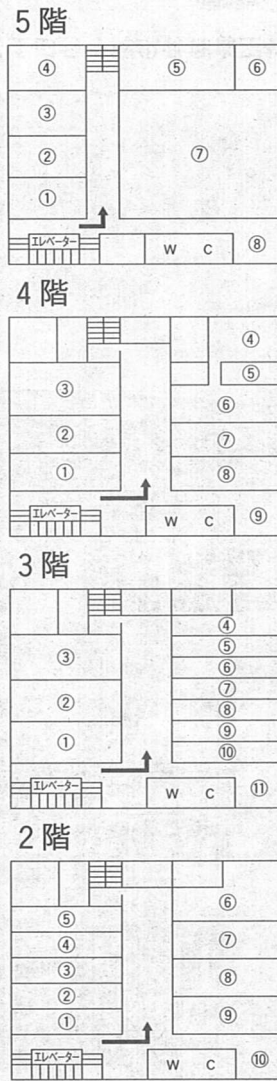 5階
④ ⑤ ⑥
③
⑦
②
①
エレベーター W C ⑧
4階
④
③ ⑤
⑥
② ⑦
① ⑧
エレベーター W C ⑨
3階
④
③ ⑤
⑥
② ⑦
⑧
① ⑨
⑩
エレベーター W C ⑪
2階
⑤ ⑥
④
③ ⑦
② ⑧
① ⑨
エレベーター W C ⑩